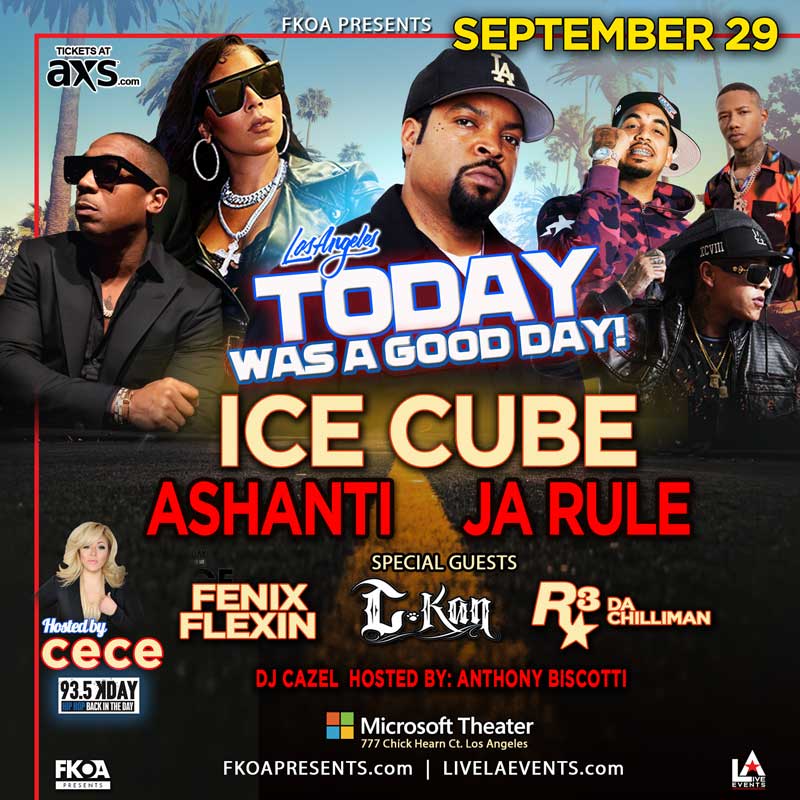 FKOA PRESENTS
SEPTEMBER 29
TICKETS AT
axs.com
LA
XCVIII
Los Angeles
TODAY
WAS A GOOD DAY!
ICE CUBE
ASHANTI JA RULE
SPECIAL GUESTS
FENIX
FLEXIN
C-Kan
R3 DA
CHILLIMAN
Hosted by
cece
93.5 KDAY
HIP HOP BACK IN THE DAY
DJ CAZEL HOSTED BY: ANTHONY BISCOTTI
Microsoft Theater
777 Chick Hearn Ct. Los Angeles
FKOA
PRESENTS
FKOAPRESENTS.com | LIVELAEVENTS.com
LA
LIVE
EVENTS